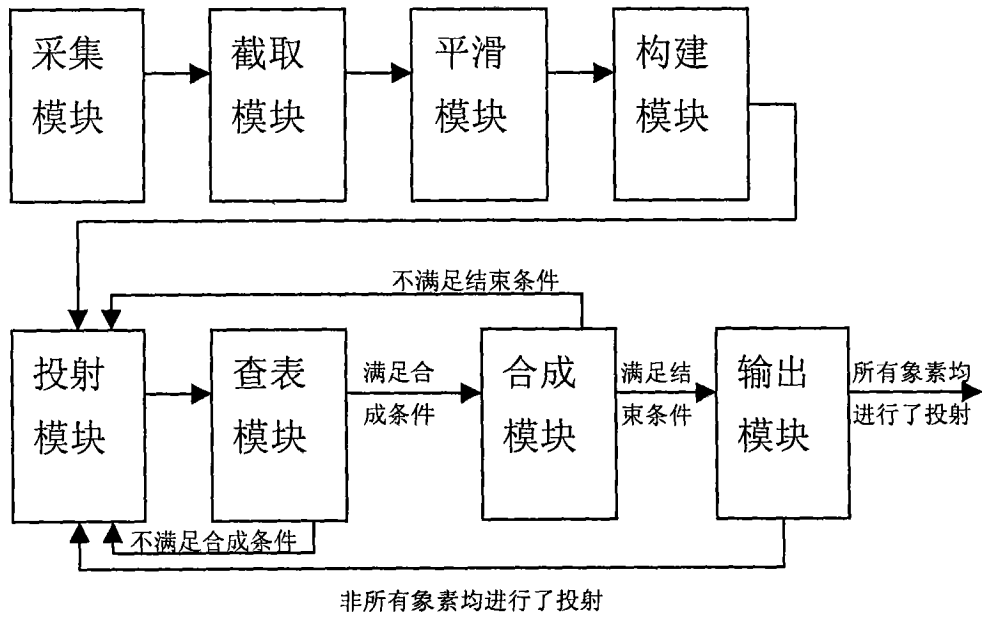 采集
模块
截取
模块
平滑
模块
构建
模块
不满足结束条件
投射
模块
查表
模块
满足合
成条件
合成
模块
满足结
束条件
输出
模块
所有象素均
进行了投射
不满足合成条件
非所有象素均进行了投射